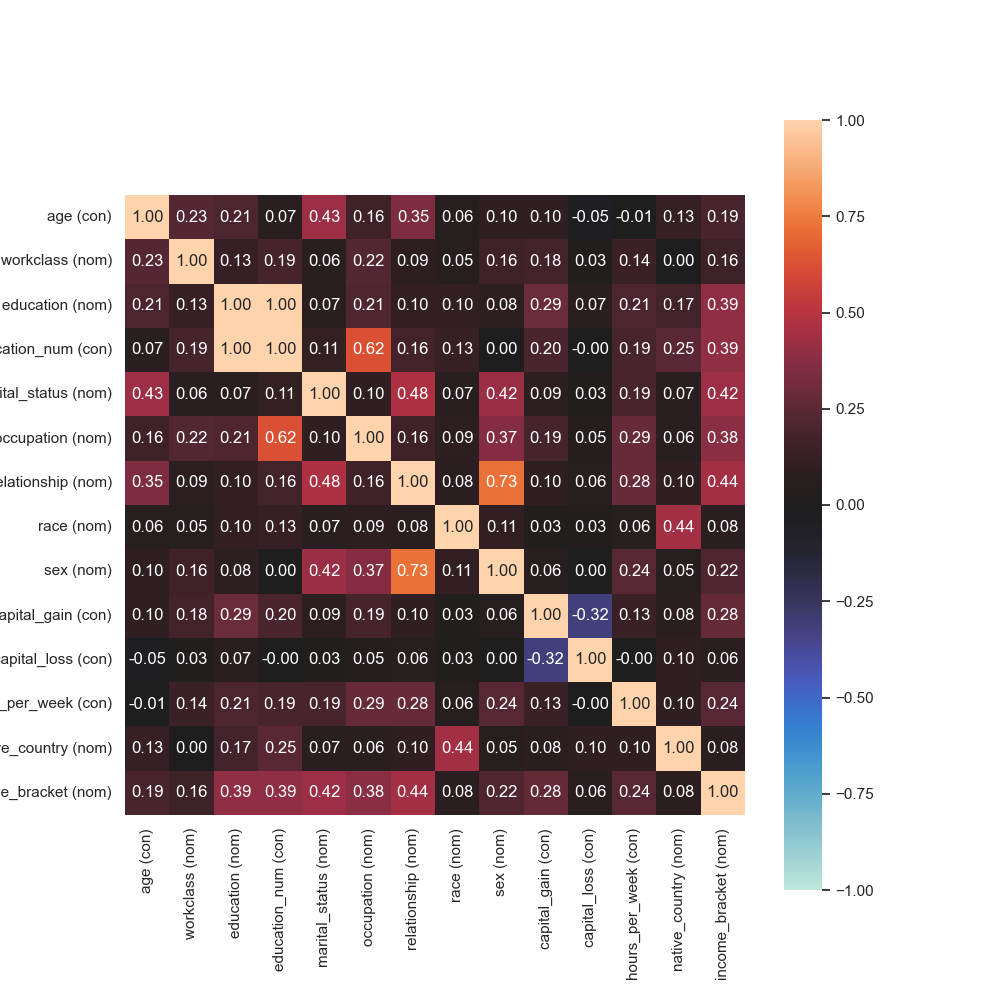 1.00
age (con) 1.00 0.23 0.21 0.07 0.43 0.16 0.35 0.06 0.10 0.10 -0.05 -0.01 0.13 0.19
workclass (nom) 0.23 1.00 0.13 0.19 0.06 0.22 0.09 0.05 0.16 0.18 0.03 0.14 0.00 0.16
0.75
education (nom) 0.21 0.13 1.00 1.00 0.07 0.21 0.10 0.10 0.08 0.29 0.07 0.21 0.17 0.39
0.50
cation_num (con) 0.07 0.19 1.00 1.00 0.11 0.62 0.16 0.13 0.00 0.20 -0.00 0.19 0.25 0.39
ital_status (nom) 0.43 0.06 0.07 0.11 1.00 0.10 0.48 0.07 0.42 0.09 0.03 0.19 0.07 0.42
0.25
occupation (nom) 0.16 0.22 0.21 0.62 0.10 1.00 0.16 0.09 0.37 0.19 0.05 0.29 0.06 0.38
elationship (nom) 0.35 0.09 0.10 0.16 0.48 0.16 1.00 0.08 0.73 0.10 0.06 0.28 0.10 0.44
0.00
race (nom) 0.06 0.05 0.10 0.13 0.07 0.09 0.08 1.00 0.11 0.03 0.03 0.06 0.44 0.08
sex (nom) 0.10 0.16 0.08 0.00 0.42 0.37 0.73 0.11 1.00 0.06 0.00 0.24 0.05 0.22
−0.25
apital_gain (con) 0.10 0.18 0.29 0.20 0.09 0.19 0.10 0.03 0.06 1.00 -0.32 0.13 0.08 0.28
capital_loss (con) -0.05 0.03 0.07 -0.00 0.03 0.05 0.06 0.03 0.00 -0.32 1.00 -0.00 0.10 0.06
−0.50
_per_week (con) -0.01 0.14 0.21 0.19 0.19 0.29 0.28 0.06 0.24 0.13 -0.00 1.00 0.10 0.24
ve_country (nom) 0.13 0.00 0.17 0.25 0.07 0.06 0.10 0.44 0.05 0.08 0.10 0.10 1.00 0.08
−0.75
e_bracket (nom) 0.19 0.16 0.39 0.39 0.42 0.38 0.44 0.08 0.22 0.28 0.06 0.24 0.08 1.00
−1.00
age (con)
workclass (nom)
education (nom)
education_num (con)
marital_status (nom)
occupation (nom)
relationship (nom)
race (nom)
sex (nom)
capital_gain (con)
capital_loss (con)
hours_per_week (con)
native_country (nom)
income_bracket (nom)